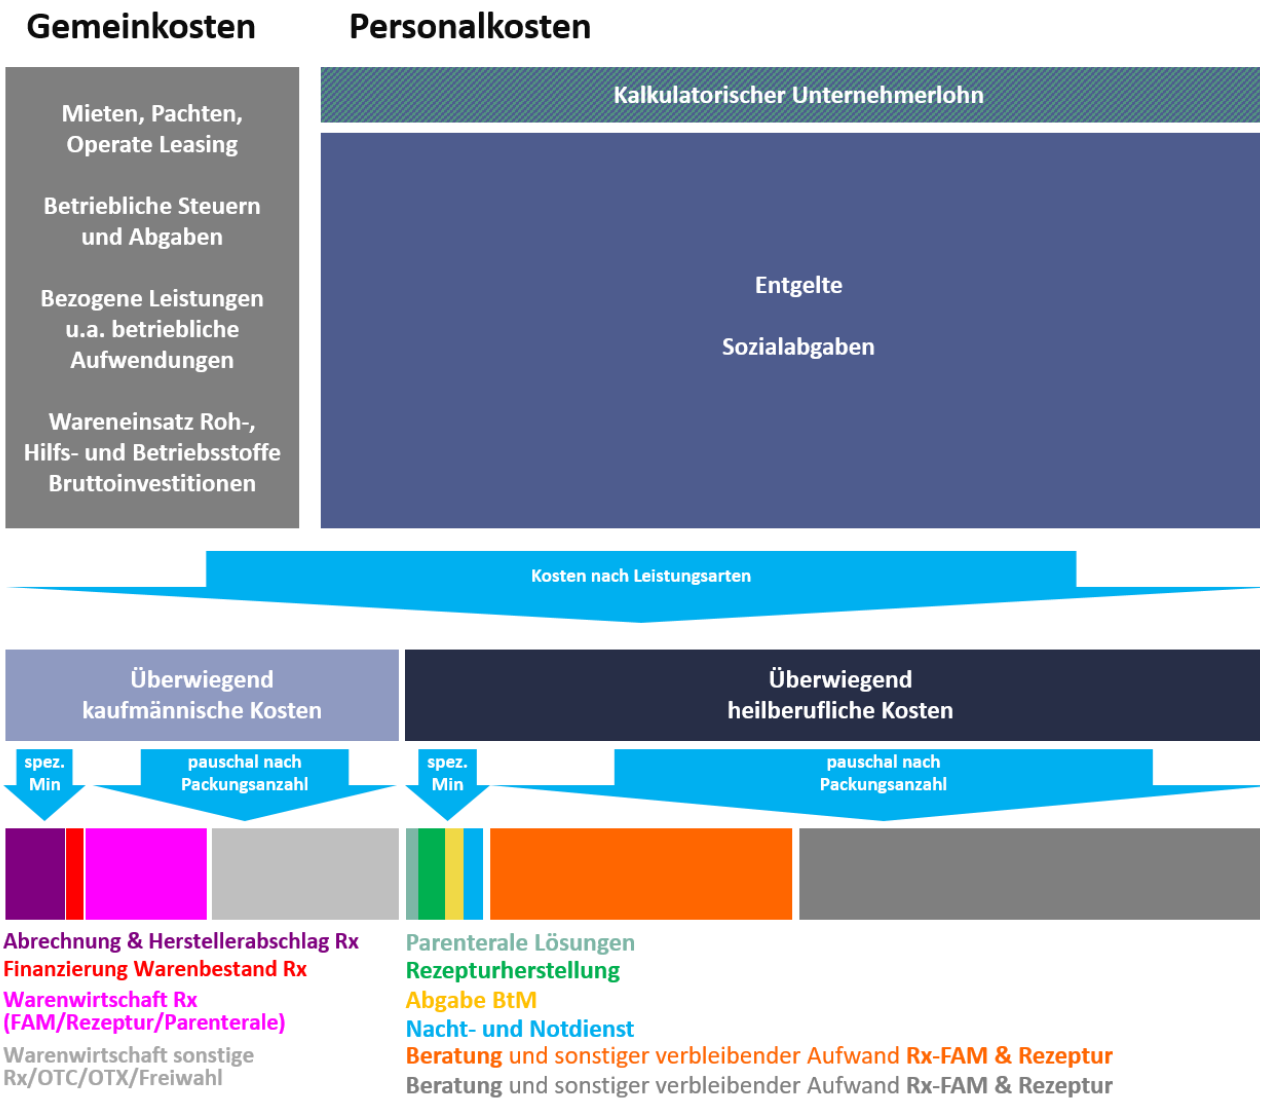 Gemeinkosten
Personalkosten
Mieten, Pachten,
Operate Leasing
Betriebliche Steuern
und Abgaben
Bezogene Leistungen
u.a. betriebliche
Aufwendungen
Wareneinsatz Roh-,
Hilfs- und Betriebsstoffe
Bruttoinvestitionen
Kalkulatorischer Unternehmerlohn
Entgelte
Sozialabgaben
Kosten nach Leistungsarten
Überwiegend
kaufmännische Kosten
Überwiegend
heilberufliche Kosten
spez.
Min
pauschal nach
Packungsanzahl
spez.
Min
pauschal nach
Packungsanzahl
Abrechnung & Herstellerabschlag Rx
Finanzierung Warenbestand Rx
Warenwirtschaft Rx
(FAM/Rezeptur/Parenterale)
Warenwirtschaft sonstige
Rx/OTC/OTX/Freiwahl
Parenterale Lösungen
Rezepturherstellung
Abgabe BtM
Nacht- und Notdienst
Beratung und sonstiger verbleibender Aufwand Rx-FAM & Rezeptur
Beratung und sonstiger verbleibender Aufwand Rx-FAM & Rezeptur